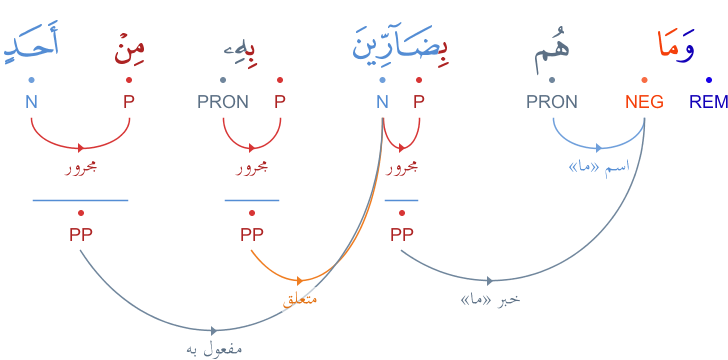 وَمَا هُم بِضَآرِّينَ بِهِۦ مِنْ أَحَدٍ
REM NEG PRON P N P PRON P N
اسم «ما» مجرور مجرور مجرور
PP PP PP
خبر «ما» متعلق
مفعول به